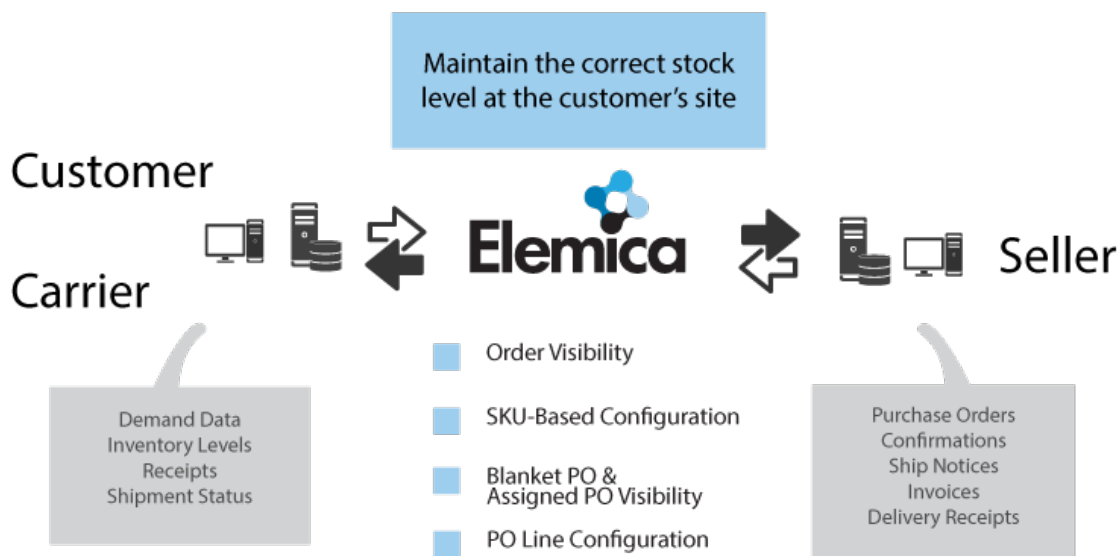 Maintain the correct stock
level at the customer's site
Customer
Carrier
Elemica
Seller
Demand Data
Inventory Levels
Receipts
Shipment Status
Order Visibility
SKU-Based Configuration
Blanket PO &
Assigned PO Visibility
PO Line Configuration
Purchase Orders
Confirmations
Ship Notices
Invoices
Delivery Receipts